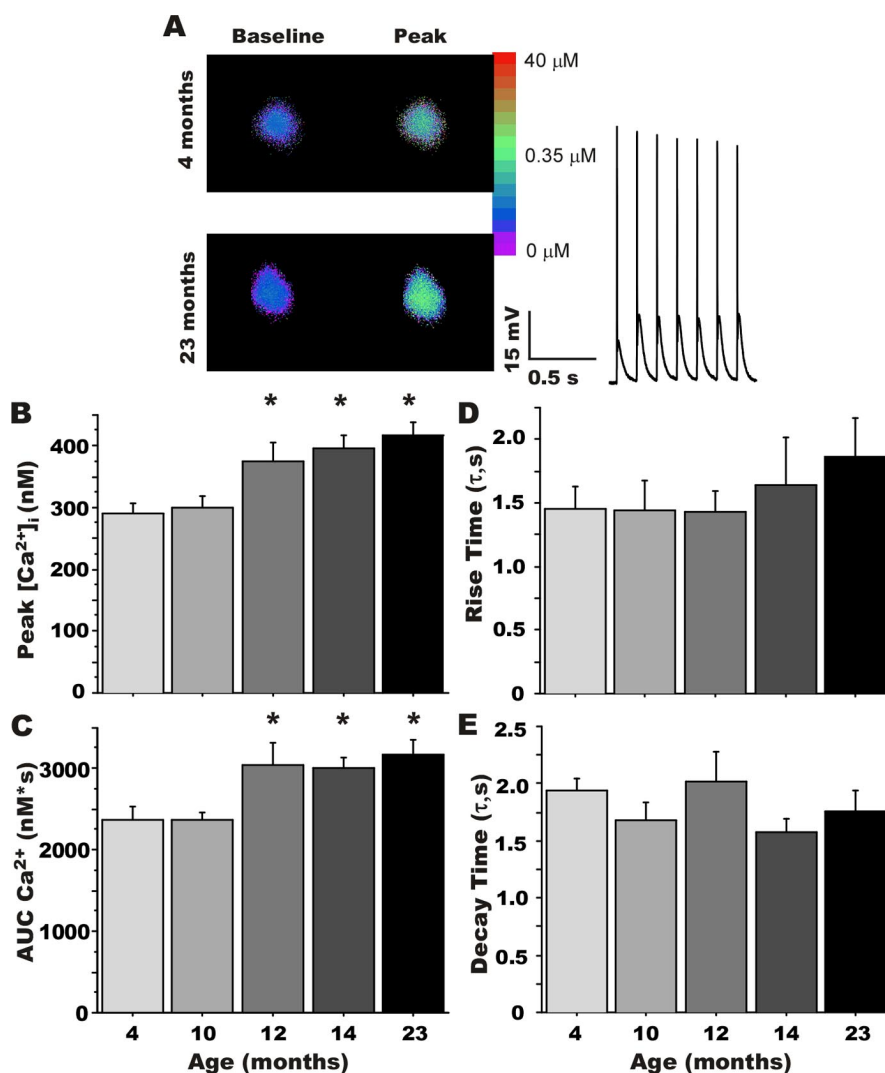 A
Baseline Peak
4 months
40 μM
0.35 μM
0 μM
23 months
15 mV
0.5 s
B
* * *
Peak [Ca²⁺]ᵢ (nM)
400
300
200
100
0
D
Rise Time (τ,s)
2.0
1.5
1.0
0.5
0
C
* * *
AUC Ca²⁺ (nM*s)
3000
2000
1000
0
4 10 12 14 23
Age (months)
E
Decay Time (τ,s)
2.5
2.0
1.5
1.0
0.5
0
4 10 12 14 23
Age (months)